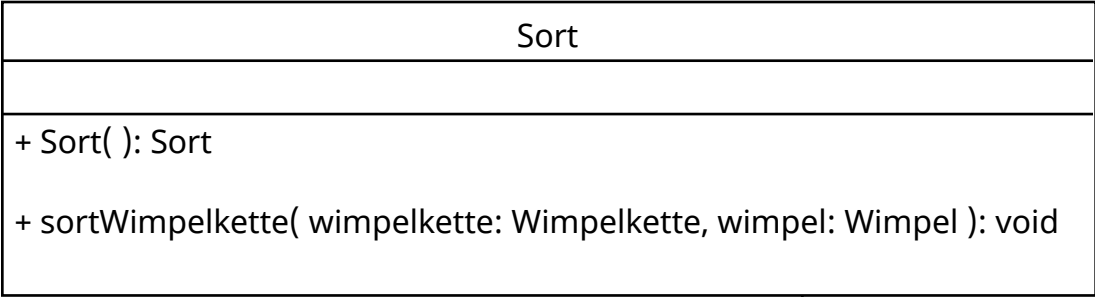 Sort
+ Sort( ): Sort
+ sortWimpelkette( wimpelkette: Wimpelkette, wimpel: Wimpel ): void